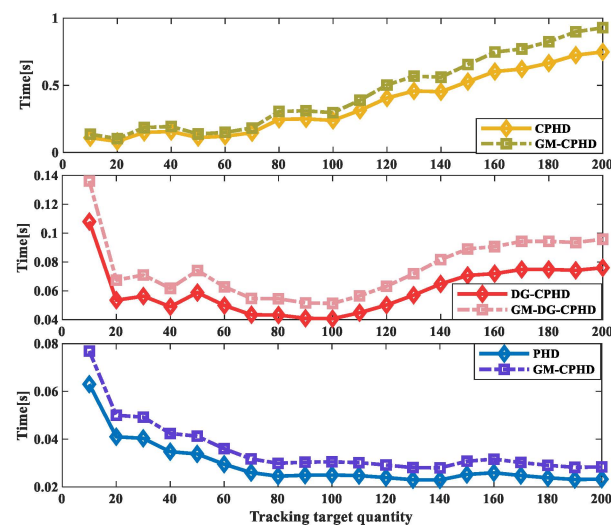 1
0.5
0
Time[s]
CPHD
GM-CPHD
0 20 40 60 80 100 120 140 160 180 200
0.14
0.12
0.1
0.08
0.06
0.04
Time[s]
DG-CPHD
GM-DG-CPHD
0 20 40 60 80 100 120 140 160 180 200
0.08
0.06
0.04
0.02
Time[s]
PHD
GM-CPHD
0 20 40 60 80 100 120 140 160 180 200
Tracking target quantity